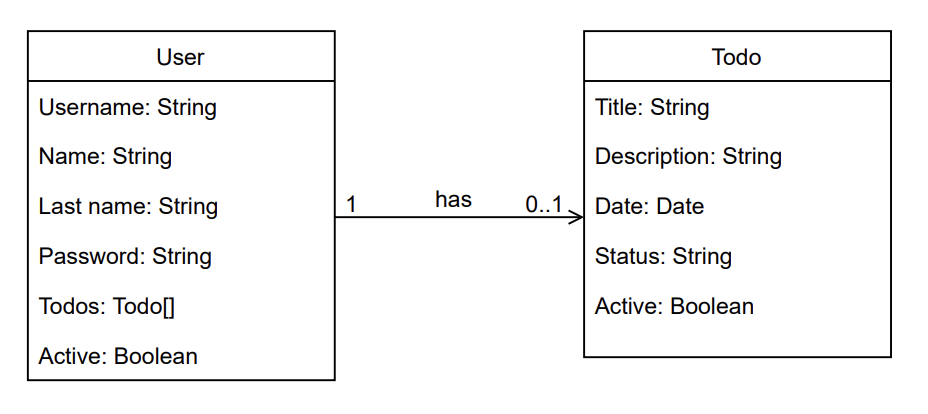 User
Username: String
Name: String
Last name: String
Password: String
Todos: Todo[]
Active: Boolean
1
has
0..1
Todo
Title: String
Description: String
Date: Date
Status: String
Active: Boolean